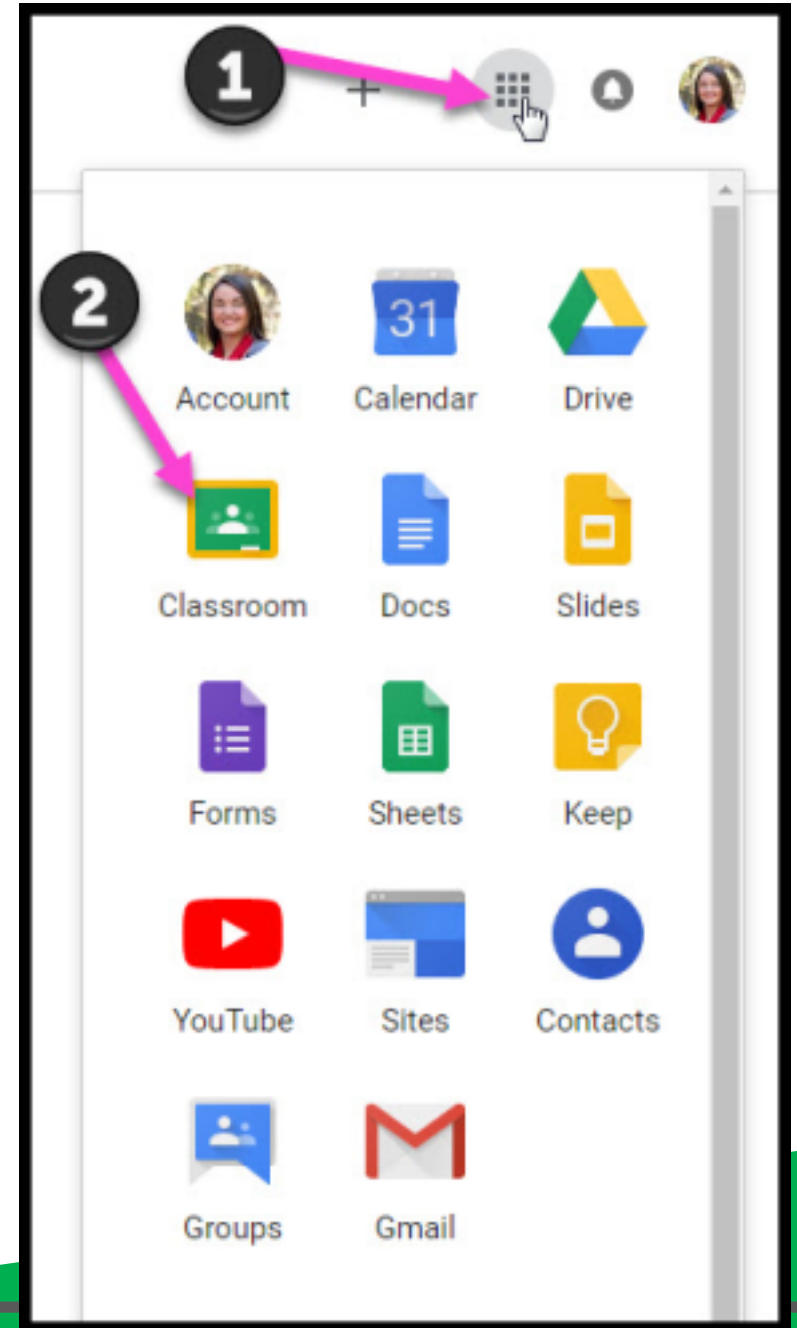 1
2
31
Account Calendar Drive
Classroom Docs Slides
Forms Sheets Keep
YouTube Sites Contacts
Groups Gmail